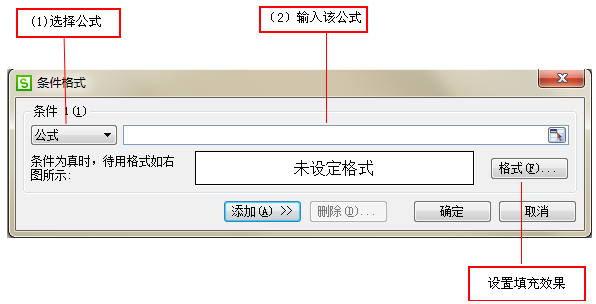 (1)选择公式
(2) 输入该公式
S 条件格式
条件 1(1)
公式
条件为真时，待用格式如右
图所示:
未设定格式
格式(F)...
添加(A) >>
删除(D)...
确定
取消
设置填充效果